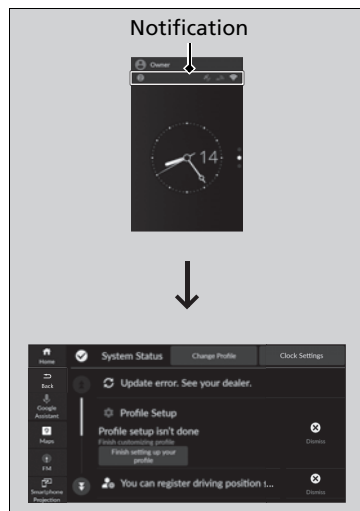 Notification
Owner
14
Home
System Status
Change Profile
Clock Settings
Back
Update error. See your dealer.
Google
Assistant
Profile Setup
Profile setup isn't done
Finish customizing profile
Dismiss
Maps
Finish setting up your
profile
FM
You can register driving position s...
Dismiss
Smartphone
Projection